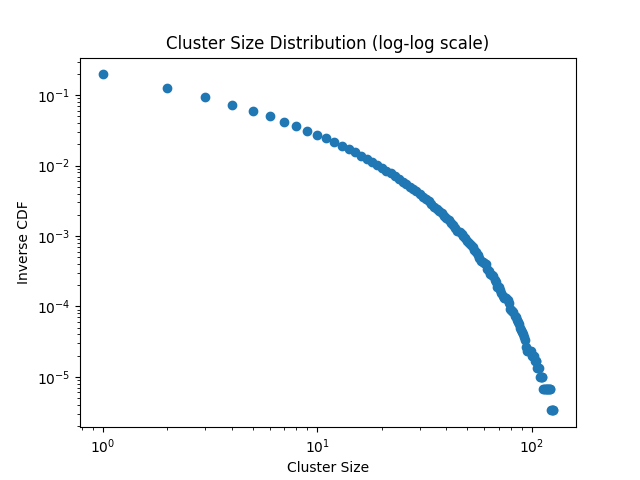 Cluster Size Distribution (log-log scale)
Inverse CDF
10⁻¹
10⁻²
10⁻³
10⁻⁴
10⁻⁵
10⁰
10¹
10²
Cluster Size